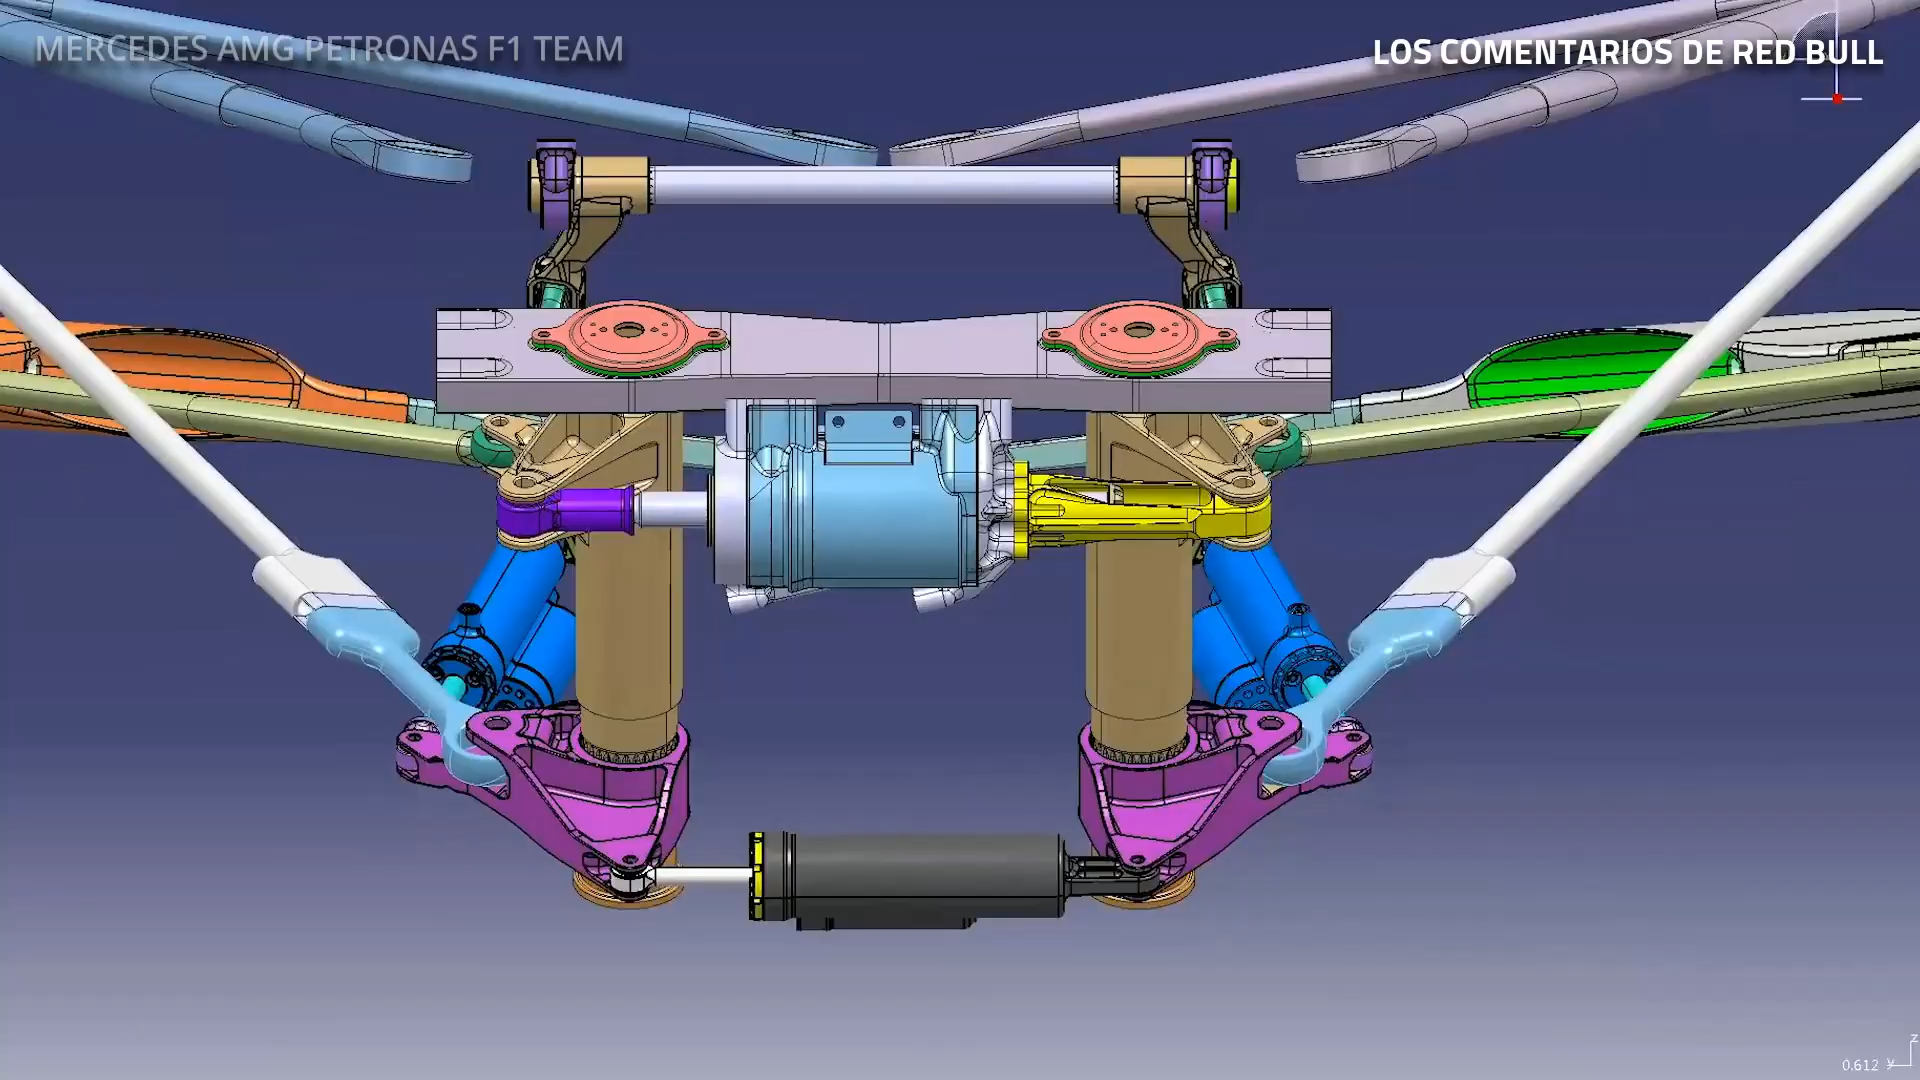 MERCEDES AMG PETRONAS F1 TEAM
LOS COMENTARIOS DE RED BULL
z
0.612 y